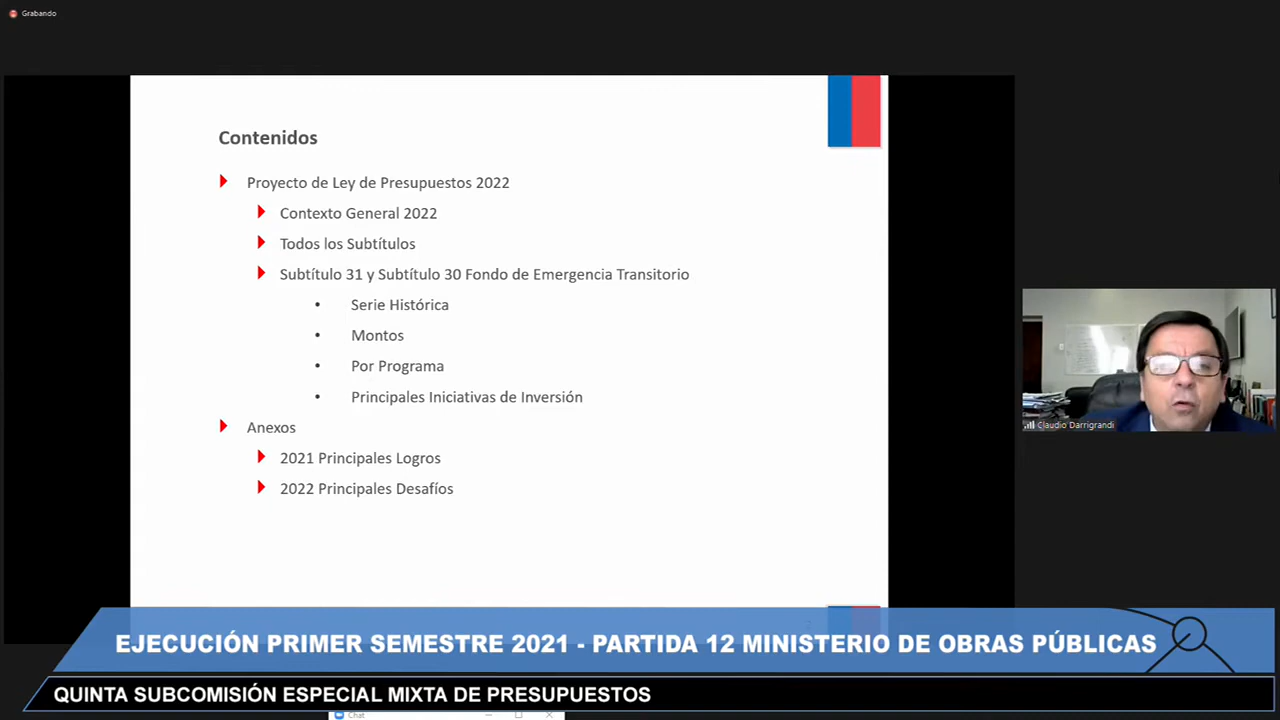 Grabando
Contenidos
Proyecto de Ley de Presupuestos 2022
Contexto General 2022
Todos los Subtítulos
Subtítulo 31 y Subtítulo 30 Fondo de Emergencia Transitorio
• Serie Histórica
• Montos
• Por Programa
• Principales Iniciativas de Inversión
Anexos
2021 Principales Logros
2022 Principales Desafíos
Claudio Darrigrandi
EJECUCIÓN PRIMER SEMESTRE 2021 - PARTIDA 12 MINISTERIO DE OBRAS PÚBLICAS
QUINTA SUBCOMISIÓN ESPECIAL MIXTA DE PRESUPUESTOS
Chat